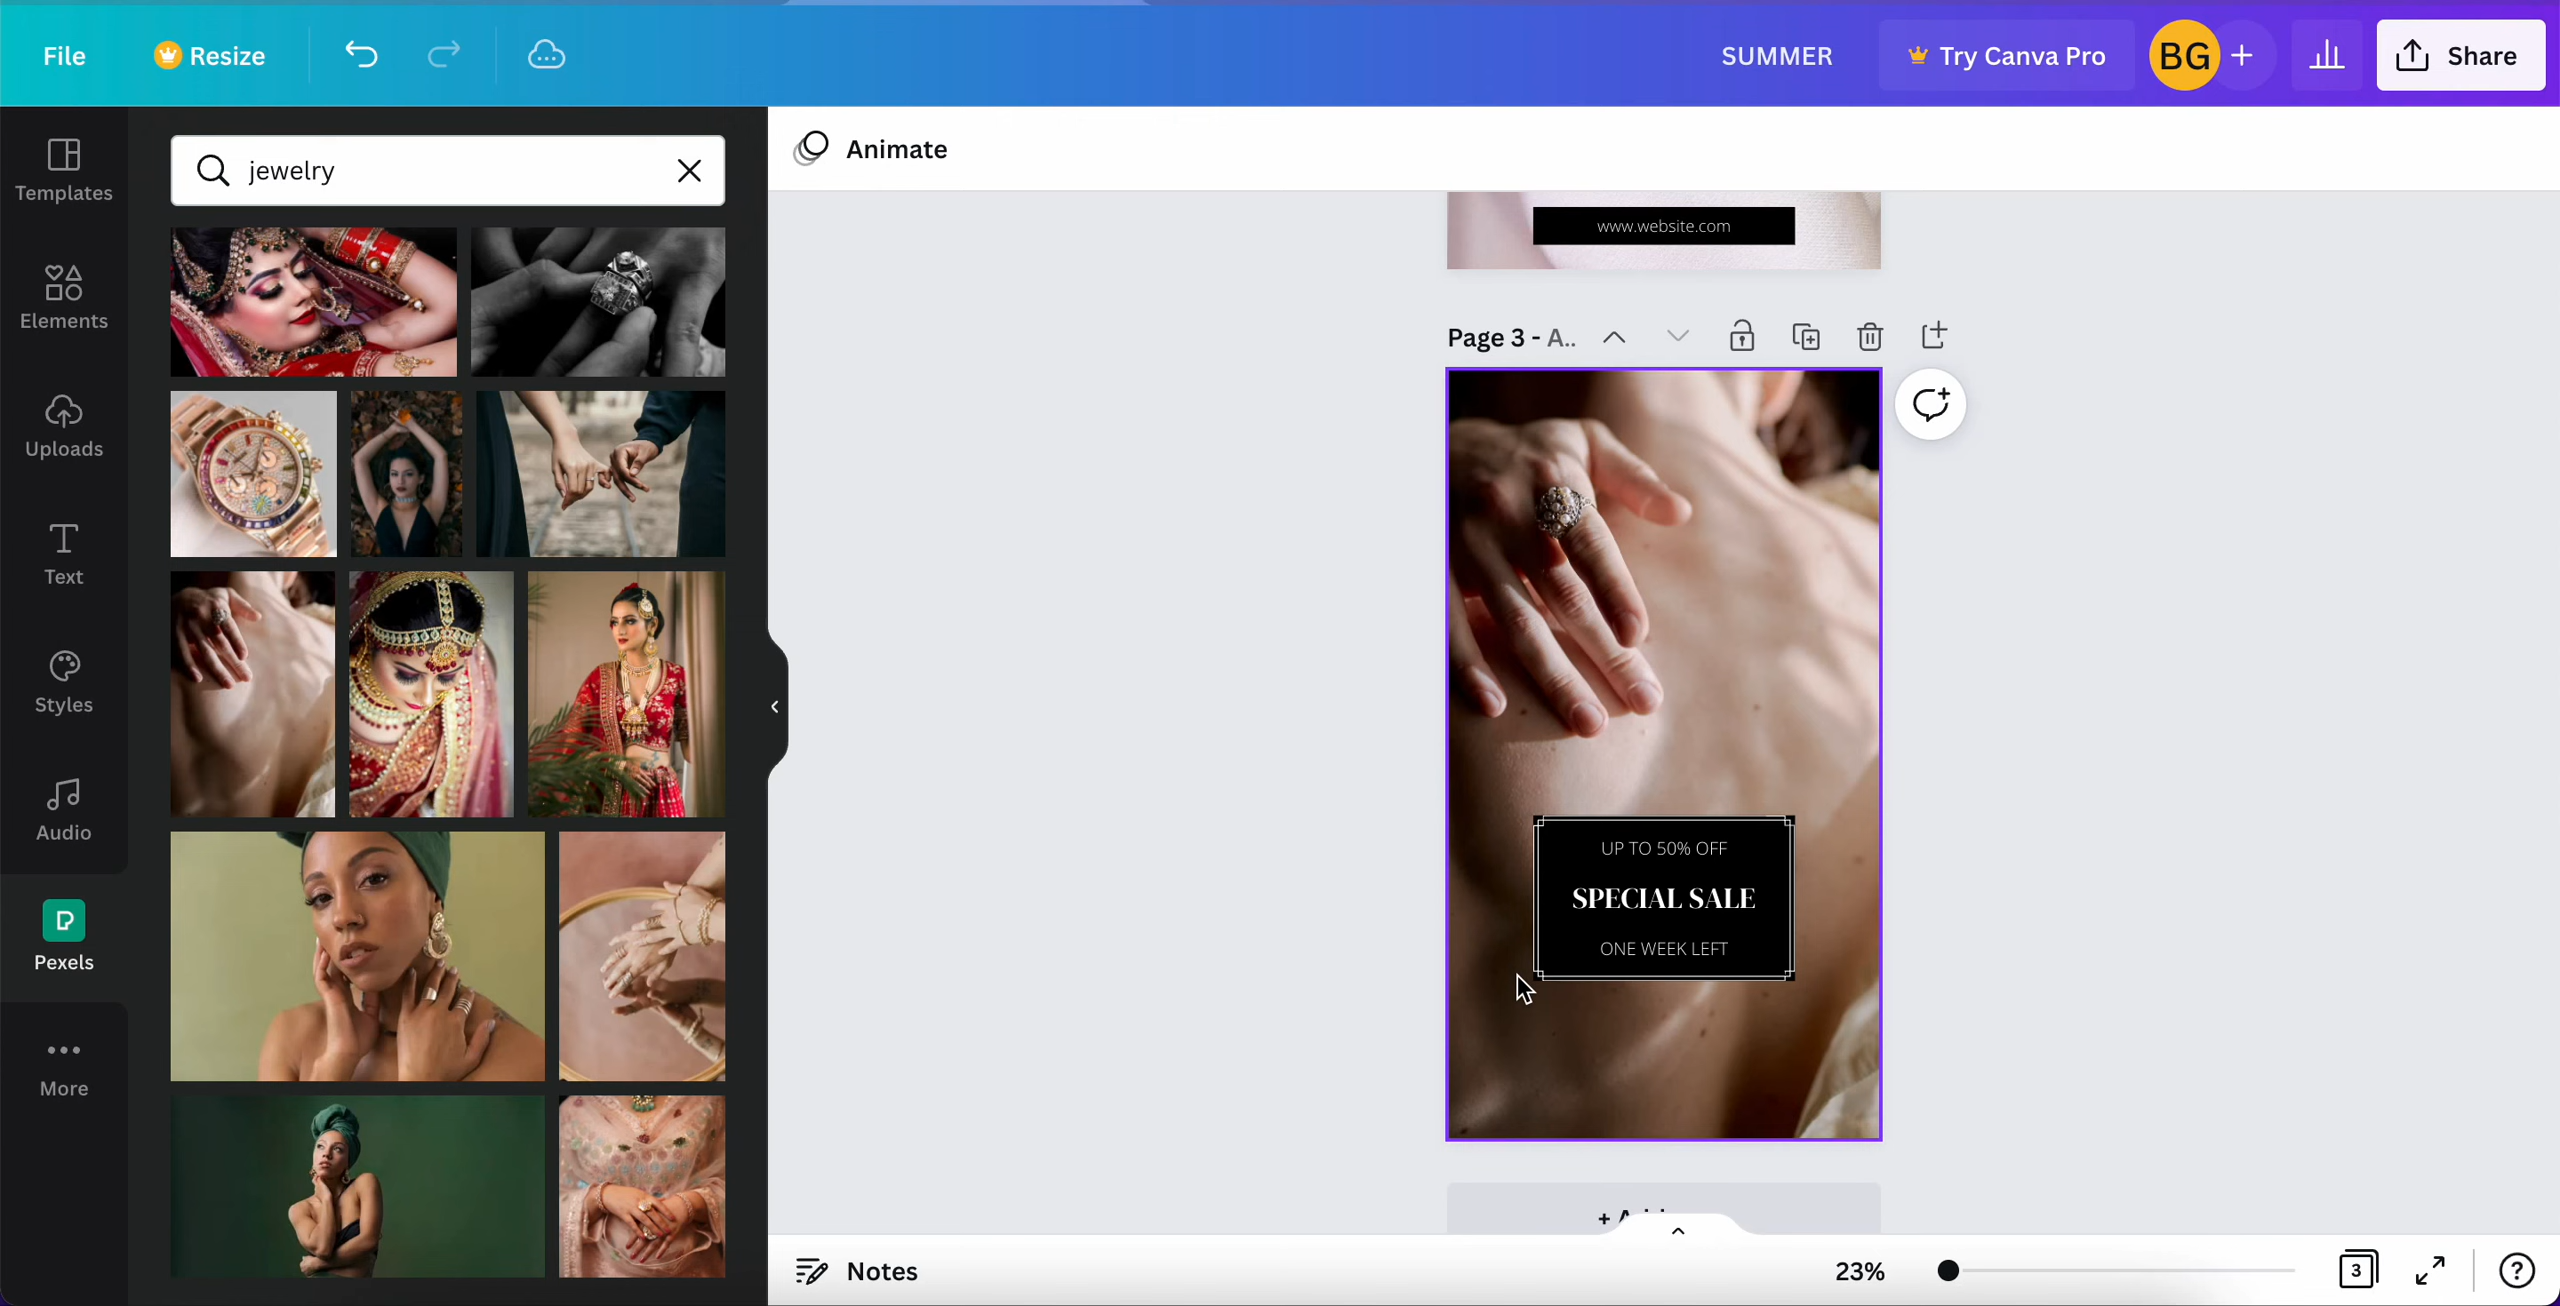 File
Resize
SUMMER
Try Canva Pro
BG
Share
Templates
Elements
Uploads
Text
Styles
Audio
Pexels
More
jewelry
Animate
www.website.com
Page 3 - A..
UP TO 50% OFF
SPECIAL SALE
ONE WEEK LEFT
Notes
23%
3